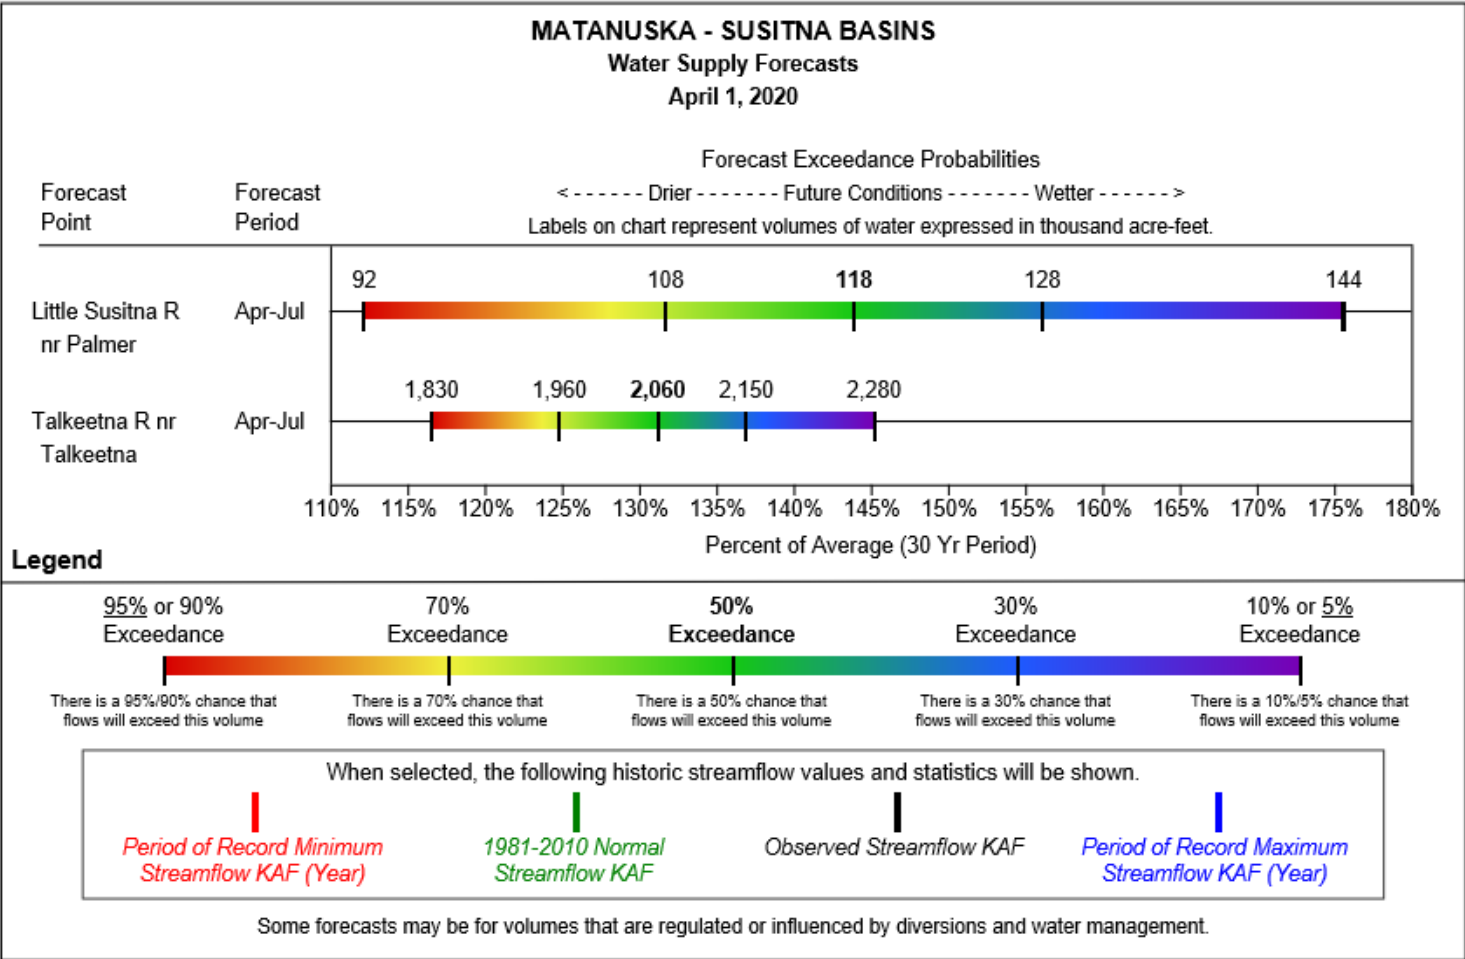 MATANUSKA - SUSITNA BASINS
Water Supply Forecasts
April 1, 2020
Forecast Exceedance Probabilities
Forecast Point
Forecast Period
<- - - - - - Drier - - - - - - - Future Conditions - - - - - - - Wetter - - - - - ->
Labels on chart represent volumes of water expressed in thousand acre-feet.
92 108 118 128 144
Little Susitna R
nr Palmer
Apr-Jul
1,830 1,960 2,060 2,150 2,280
Talkeetna R nr
Talkeetna
Apr-Jul
110% 115% 120% 125% 130% 135% 140% 145% 150% 155% 160% 165% 170% 175% 180%
Percent of Average (30 Yr Period)
Legend
95% or 90%
Exceedance
70%
Exceedance
50%
Exceedance
30%
Exceedance
10% or 5%
Exceedance
There is a 95%/90% chance that
flows will exceed this volume
There is a 70% chance that
flows will exceed this volume
There is a 50% chance that
flows will exceed this volume
There is a 30% chance that
flows will exceed this volume
There is a 10%/5% chance that
flows will exceed this volume
When selected, the following historic streamflow values and statistics will be shown.
Period of Record Minimum
Streamflow KAF (Year)
1981-2010 Normal
Streamflow KAF
Observed Streamflow KAF
Period of Record Maximum
Streamflow KAF (Year)
Some forecasts may be for volumes that are regulated or influenced by diversions and water management.